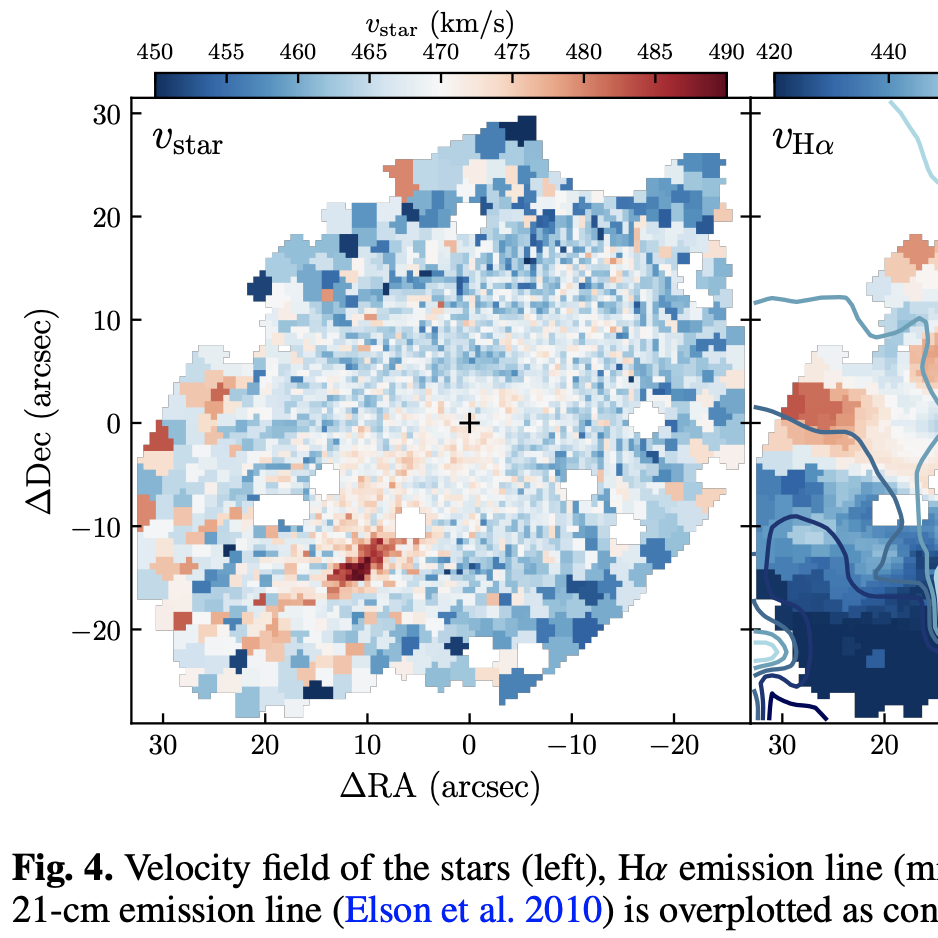 v_star (km/s)
450 455 460 465 470 475 480 485 490 420 440
v_star
v_Hα
30
20
10
0
−10
−20
ΔDec (arcsec)
30 20 10 0 −10 −20 30 20
ΔRA (arcsec)
Fig. 4. Velocity field of the stars (left), Hα emission line (mi
21-cm emission line (Elson et al. 2010) is overplotted as con